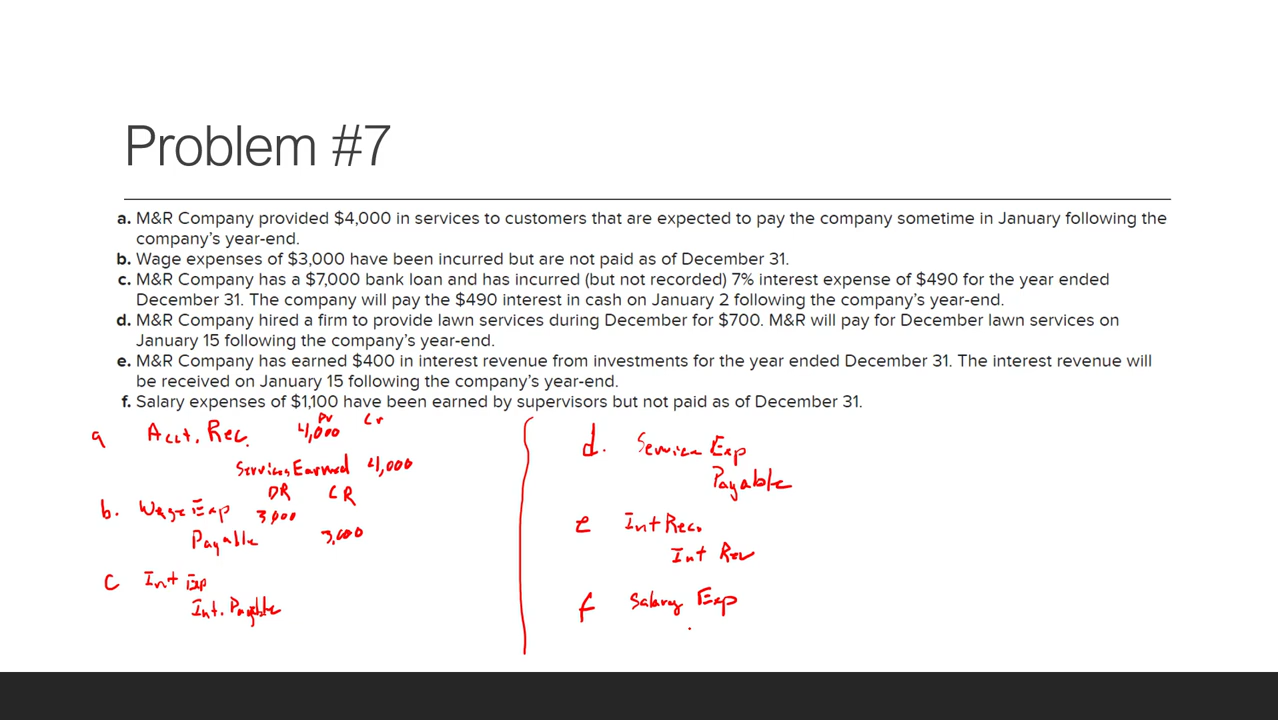 Problem #7
a. M&R Company provided $4,000 in services to customers that are expected to pay the company sometime in January following the
company's year-end.
b. Wage expenses of $3,000 have been incurred but are not paid as of December 31.
c. M&R Company has a $7,000 bank loan and has incurred (but not recorded) 7% interest expense of $490 for the year ended
December 31. The company will pay the $490 interest in cash on January 2 following the company's year-end.
d. M&R Company hired a firm to provide lawn services during December for $700. M&R will pay for December lawn services on
January 15 following the company's year-end.
e. M&R Company has earned $400 in interest revenue from investments for the year ended December 31. The interest revenue will
be received on January 15 following the company's year-end.
f. Salary expenses of $1,100 have been earned by supervisors but not paid as of December 31.
Dr Cr
a Acct. Rec. 4,000
Services Earned 4,000
DR CR
b. Wage Exp 3,000
Payable 3,000
c Int Exp
Int. Payable
d. Service Exp
Payable
e Int Rec.
Int Rev
f Salary Exp